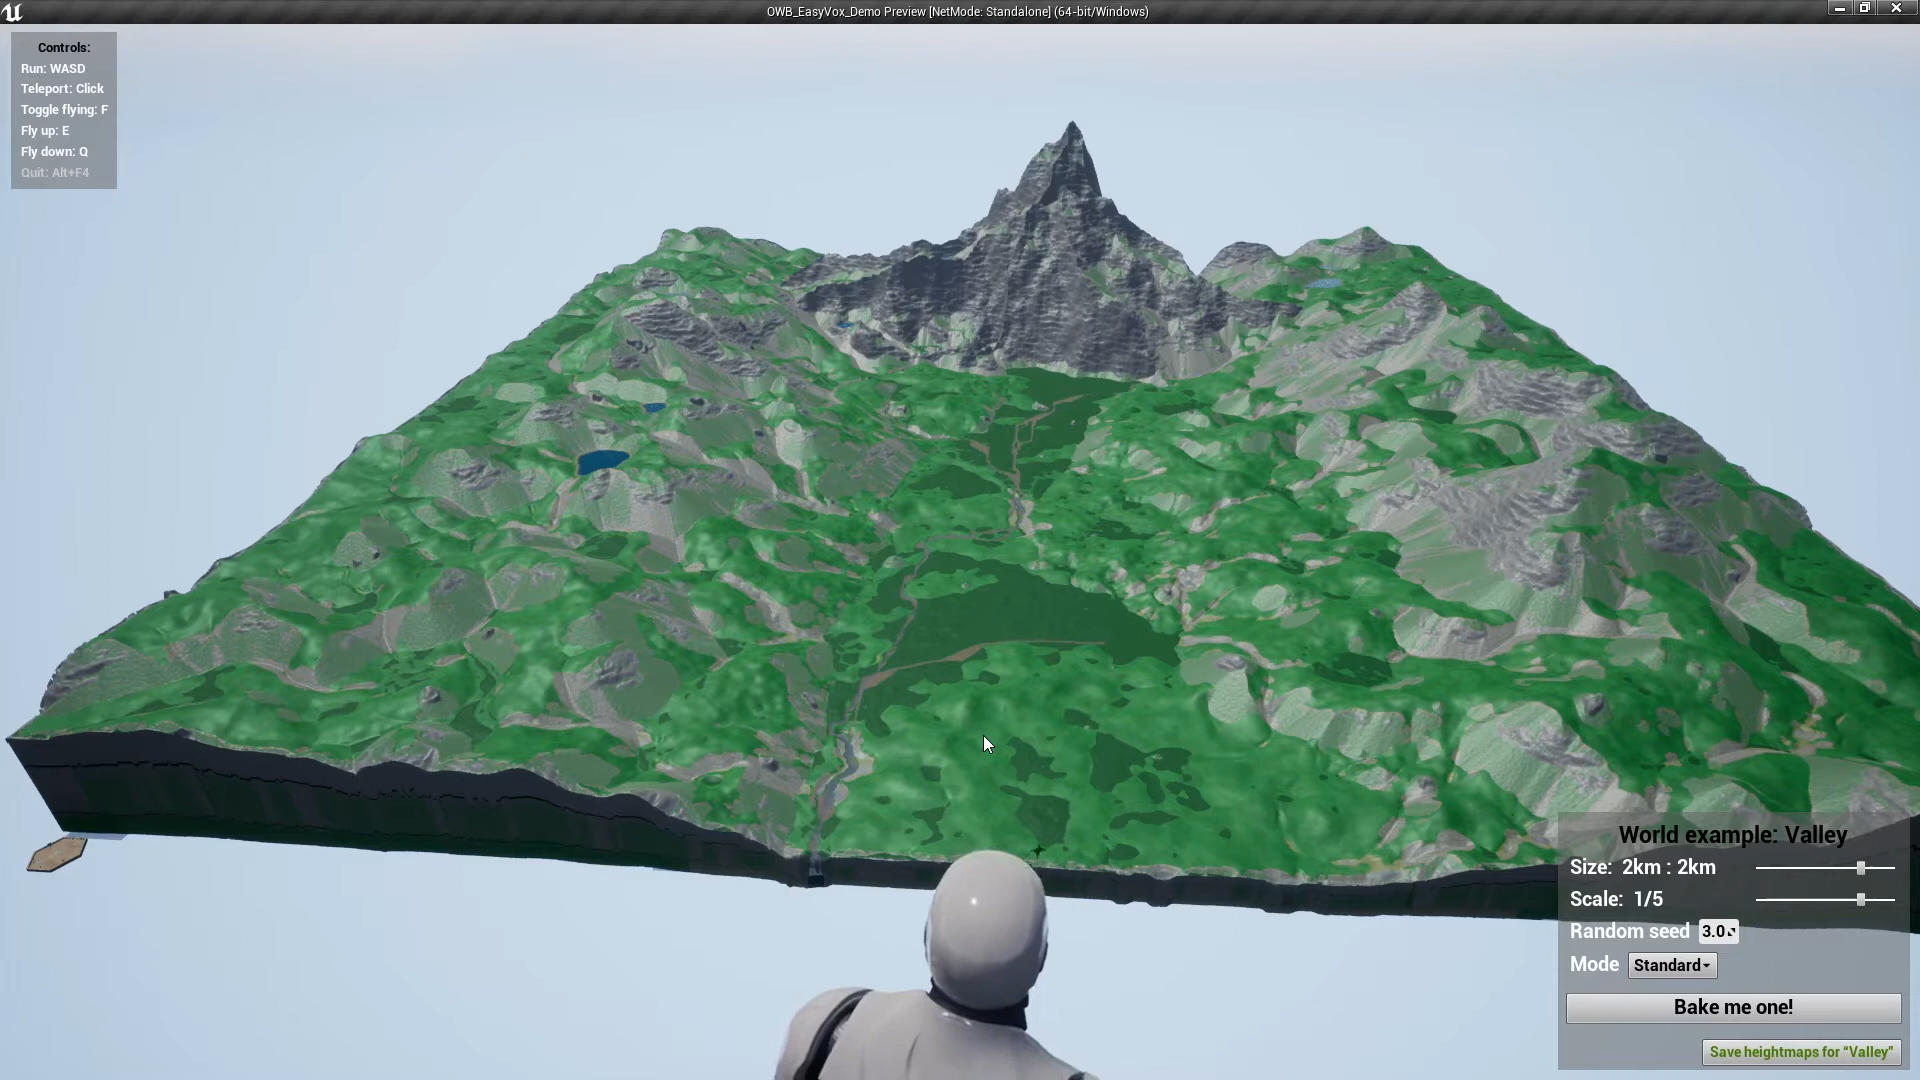 OWB_EasyVox_Demo Preview [NetMode: Standalone] (64-bit/Windows)
Controls:
Run: WASD
Teleport: Click
Toggle flying: F
Fly up: E
Fly down: Q
Quit: Alt+F4
World example: Valley
Size: 2km : 2km
Scale: 1/5
Random seed 3.0
Mode Standard
Bake me one!
Save heightmaps for “Valley”